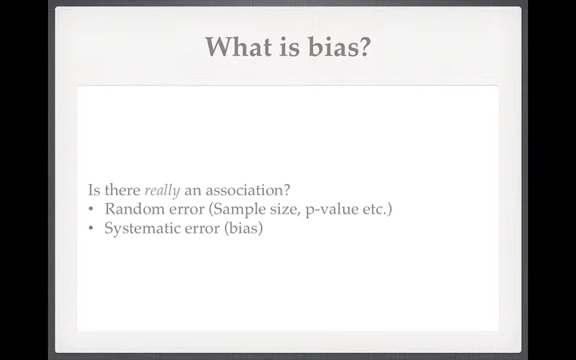 What is bias?
Is there really an association?
• Random error (Sample size, p-value etc.)
• Systematic error (bias)